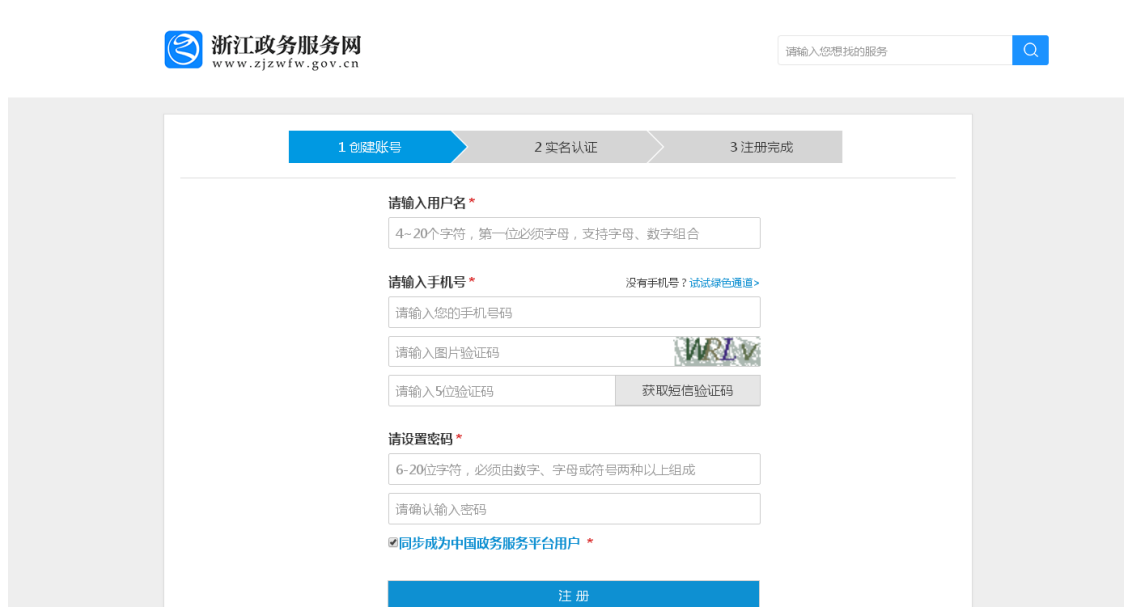 浙江政务服务网
www.zjzwfw.gov.cn
请输入您想找的服务
1 创建账号
2 实名认证
3 注册完成
请输入用户名 *
4~20个字符，第一位必须字母，支持字母、数字组合
请输入手机号 *
没有手机号？试试绿色通道>
请输入您的手机号码
请输入图片验证码
WRLv
请输入5位验证码
获取短信验证码
请设置密码 *
6-20位字符，必须由数字、字母或符号两种以上组成
请确认输入密码
同步成为中国政务服务平台用户 *
注 册